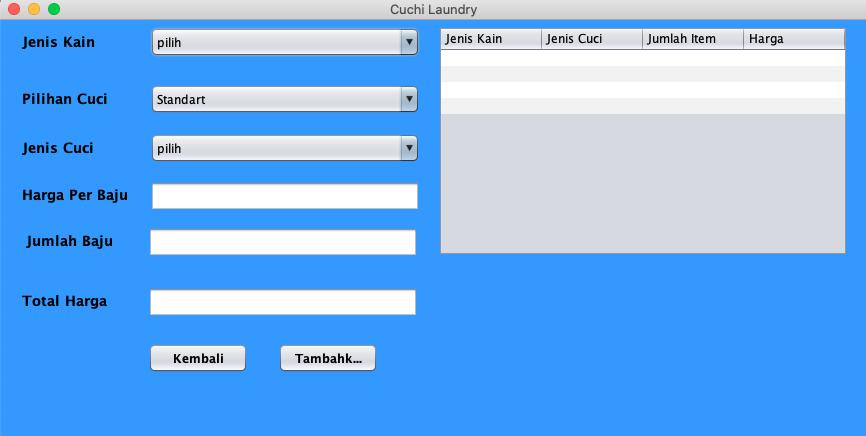 Cuchi Laundry
Jenis Kain
pilih
Pilihan Cuci
Standart
Jenis Cuci
pilih
Harga Per Baju
Jumlah Baju
Total Harga
Kembali
Tambahk...
Jenis Kain
Jenis Cuci
Jumlah Item
Harga